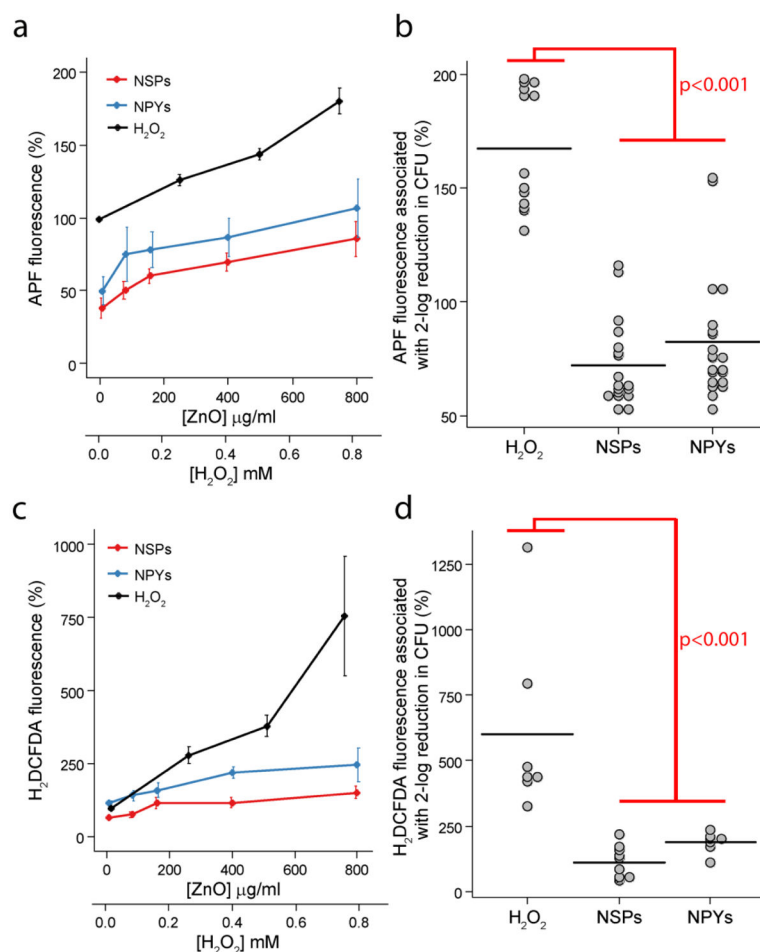 a
APF fluorescence (%)
200
150
100
50
0
NSPs
NPYs
H₂O₂
0 200 400 600 800
[ZnO] μg/ml
0.0 0.2 0.4 0.6 0.8
[H₂O₂] mM
b
APF fluorescence associated
with 2-log reduction in CFU (%)
200
150
100
50
p<0.001
H₂O₂ NSPs NPYs
c
H₂DCFDA fluorescence (%)
1000
750
500
250
0
NSPs
NPYs
H₂O₂
200 400 600 800
[ZnO] μg/ml
0.0 0.2 0.4 0.6 0.8
[H₂O₂] mM
d
H₂DCFDA fluorescence associated
with 2-log reduction in CFU (%)
1250
1000
750
500
250
0
p<0.001
H₂O₂ NSPs NPYs